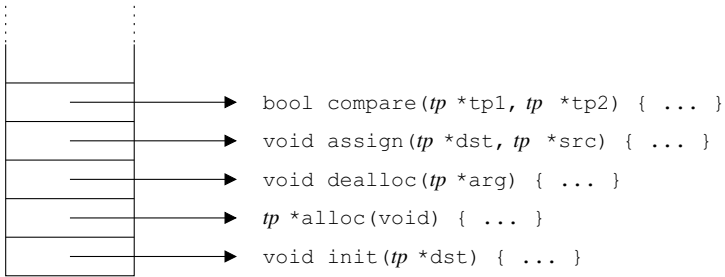 bool compare(tp *tp1, tp *tp2) { ... }
void assign(tp *dst, tp *src) { ... }
void dealloc(tp *arg) { ... }
tp *alloc(void) { ... }
void init(tp *dst) { ... }